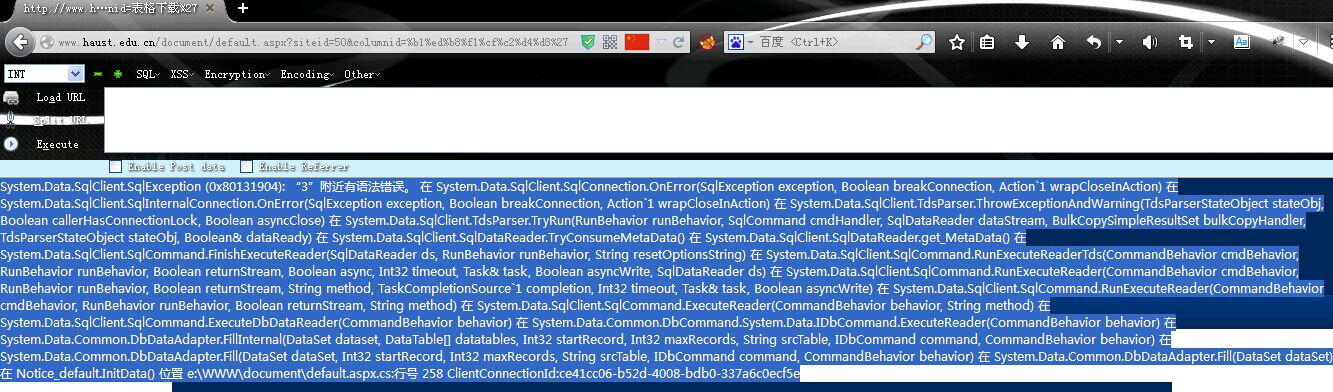 http://www.h⋯nid=表格下载%27
www.haust.edu.cn/document/default.aspx?siteid=50&columnid=%b1%ed%b8%f1%cf%c2%d4%d8%27
百度 <Ctrl+K>
INT SQL XSS Encryption Encoding Other
Load URL
Split URL
Execute
Enable Post data Enable Referrer
System.Data.SqlClient.SqlException (0x80131904): “3”附近有语法错误。 在 System.Data.SqlClient.SqlConnection.OnError(SqlException exception, Boolean breakConnection, Action`1 wrapCloseInAction) 在
System.Data.SqlClient.SqlInternalConnection.OnError(SqlException exception, Boolean breakConnection, Action`1 wrapCloseInAction) 在 System.Data.SqlClient.TdsParser.ThrowExceptionAndWarning(TdsParserStateObject stateObj,
Boolean callerHasConnectionLock, Boolean asyncClose) 在 System.Data.SqlClient.TdsParser.TryRun(RunBehavior runBehavior, SqlCommand cmdHandler, SqlDataReader dataStream, BulkCopySimpleResultSet bulkCopyHandler,
TdsParserStateObject stateObj, Boolean& dataReady) 在 System.Data.SqlClient.SqlDataReader.TryConsumeMetaData() 在 System.Data.SqlClient.SqlDataReader.get_MetaData() 在
System.Data.SqlClient.SqlCommand.FinishExecuteReader(SqlDataReader ds, RunBehavior runBehavior, String resetOptionsString) 在 System.Data.SqlClient.SqlCommand.RunExecuteReaderTds(CommandBehavior cmdBehavior,
RunBehavior runBehavior, Boolean returnStream, Boolean async, Int32 timeout, Task& task, Boolean asyncWrite, SqlDataReader ds) 在 System.Data.SqlClient.SqlCommand.RunExecuteReader(CommandBehavior cmdBehavior,
RunBehavior runBehavior, Boolean returnStream, String method, TaskCompletionSource`1 completion, Int32 timeout, Task& task, Boolean asyncWrite) 在 System.Data.SqlClient.SqlCommand.RunExecuteReader(CommandBehavior
cmdBehavior, RunBehavior runBehavior, Boolean returnStream, String method) 在 System.Data.SqlClient.SqlCommand.ExecuteReader(CommandBehavior behavior, String method) 在
System.Data.SqlClient.SqlCommand.ExecuteDbDataReader(CommandBehavior behavior) 在 System.Data.Common.DbCommand.System.Data.IDbCommand.ExecuteReader(CommandBehavior behavior) 在
System.Data.Common.DbDataAdapter.FillInternal(DataSet dataset, DataTable[] datatables, Int32 startRecord, Int32 maxRecords, String srcTable, IDbCommand command, CommandBehavior behavior) 在
System.Data.Common.DbDataAdapter.Fill(DataSet dataSet, Int32 startRecord, Int32 maxRecords, String srcTable, IDbCommand command, CommandBehavior behavior) 在 System.Data.Common.DbDataAdapter.Fill(DataSet dataSet)
在 Notice_default.InitData() 位置 e:\WWW\document\default.aspx.cs:行号 258 ClientConnectionId:ce41cc06-b52d-4008-bdb0-337a6c0ecf5e